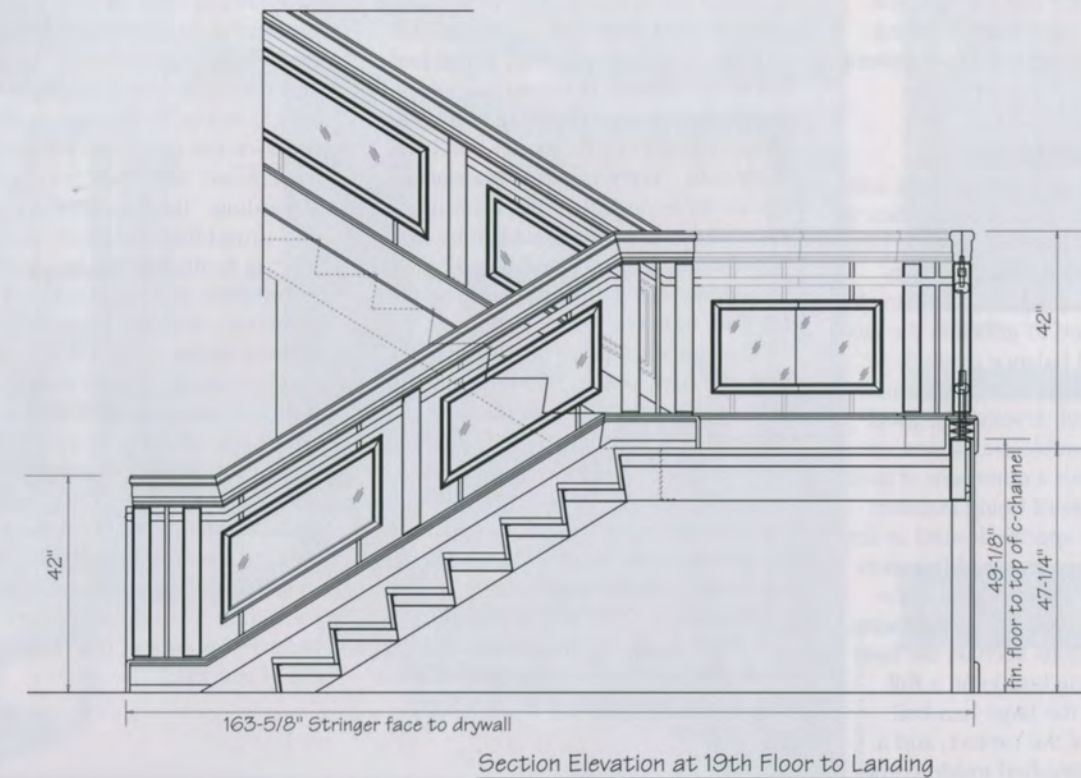 42"
42"
49-1/8"
fin. floor to top of c-channel
47-1/4"
163-5/8" Stringer face to drywall
Section Elevation at 19th Floor to Landing